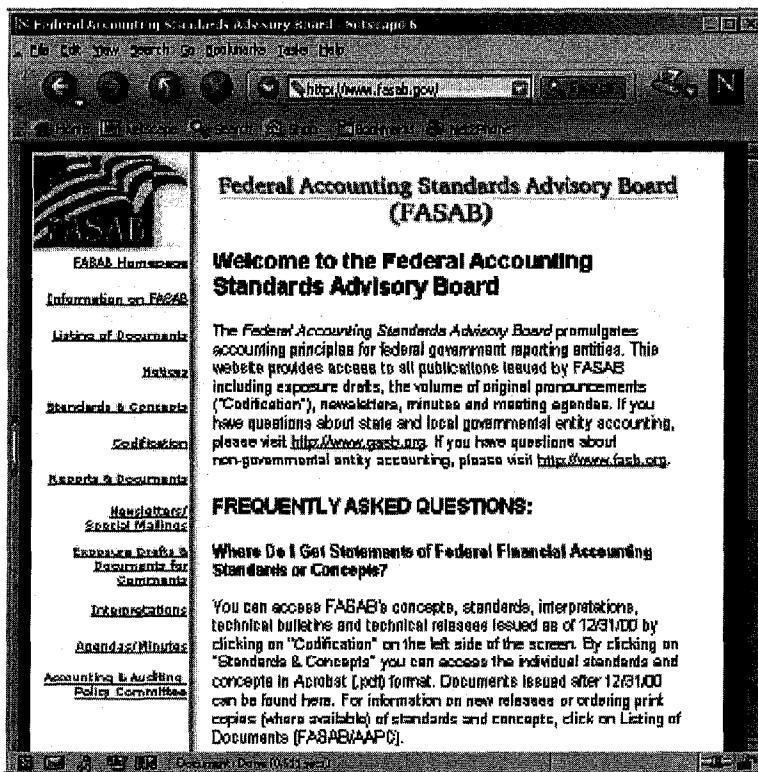 Federal Accounting Standards Advisory Board - Netscape 6
File Edit View Search Go Bookmarks Tasks Help
http://www.fasab.gov/
Search
N
Home Netscape Search Shop Bookmarks Net2Phone
FASAB
Federal Accounting Standards Advisory Board
(FASAB)
FASAB Homepage
Information on FASAB
Listing of Documents
Notices
Standards & Concepts
Codification
Reports & Documents
Newsletters/
Special Mailings
Exposure Drafts &
Documents for
Comments
Interpretations
Agendas/Minutes
Accounting & Auditing
Policy Committee
Welcome to the Federal Accounting
Standards Advisory Board
The Federal Accounting Standards Advisory Board promulgates
accounting principles for federal government reporting entities. This
website provides access to all publications issued by FASAB
including exposure drafts, the volume of original pronouncements
("Codification"), newsletters, minutes and meeting agendas. If you
have questions about state and local governmental entity accounting,
please visit http://www.gasb.org. If you have questions about
non-governmental entity accounting, please visit http://www.fasb.org.
FREQUENTLY ASKED QUESTIONS:
Where Do I Get Statements of Federal Financial Accounting
Standards or Concepts?
You can access FASAB's concepts, standards, interpretations,
technical bulletins and technical releases issued as of 12/31/00 by
clicking on "Codification" on the left side of the screen. By clicking on
"Standards & Concepts" you can access the individual standards and
concepts in Acrobat (.pdf) format. Documents issued after 12/31/00
can be found here. For information on new releases or ordering print
copies (where available) of standards and concepts, click on Listing of
Documents (FASAB/AAPC).
Document: Done